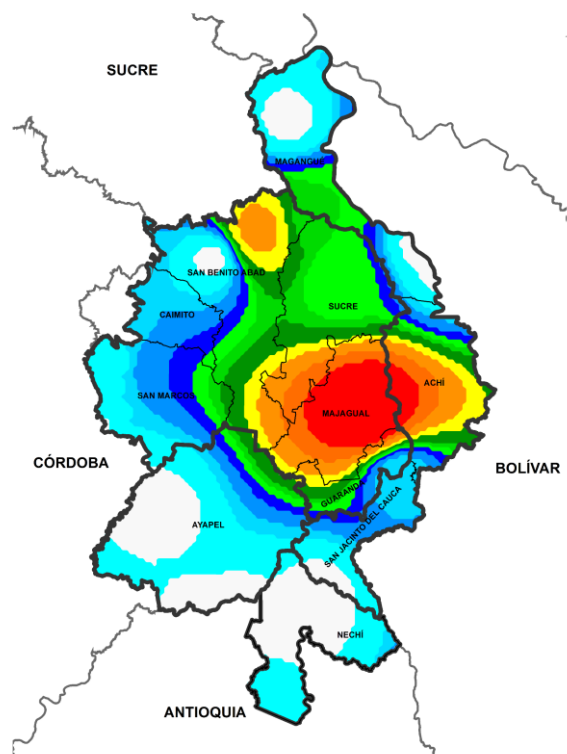 SUCRE
MAGANGUÉ
SAN BENITO ABAD
SUCRE
CAIMITO
ACHÍ
SAN MARCOS
MAJAGUAL
CÓRDOBA
BOLÍVAR
GUARANDA
AYAPEL
SAN JACINTO DEL CAUCA
NECHÍ
ANTIOQUIA